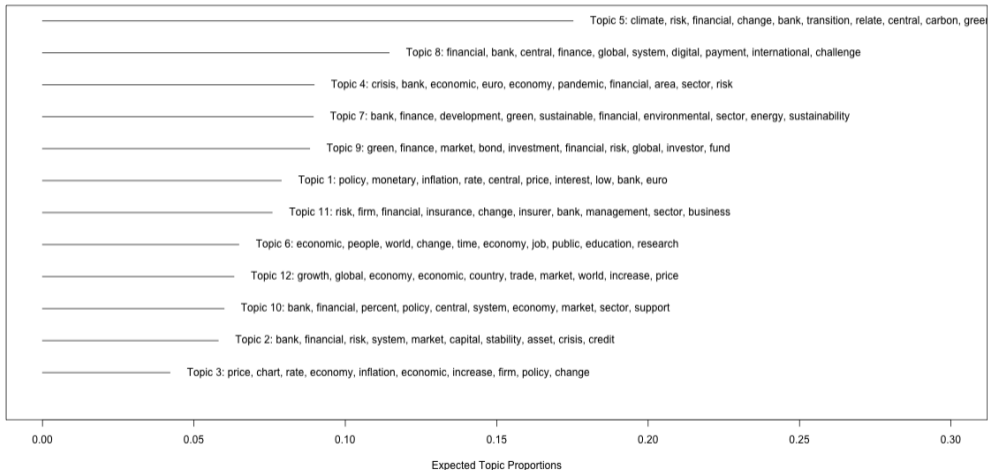 Topic 5: climate, risk, financial, change, bank, transition, relate, central, carbon, gree
Topic 8: financial, bank, central, finance, global, system, digital, payment, international, challenge
Topic 4: crisis, bank, economic, euro, economy, pandemic, financial, area, sector, risk
Topic 7: bank, finance, development, green, sustainable, financial, environmental, sector, energy, sustainability
Topic 9: green, finance, market, bond, investment, financial, risk, global, investor, fund
Topic 1: policy, monetary, inflation, rate, central, price, interest, low, bank, euro
Topic 11: risk, firm, financial, insurance, change, insurer, bank, management, sector, business
Topic 6: economic, people, world, change, time, economy, job, public, education, research
Topic 12: growth, global, economy, economic, country, trade, market, world, increase, price
Topic 10: bank, financial, percent, policy, central, system, economy, market, sector, support
Topic 2: bank, financial, risk, system, market, capital, stability, asset, crisis, credit
Topic 3: price, chart, rate, economy, inflation, economic, increase, firm, policy, change
0.00 0.05 0.10 0.15 0.20 0.25 0.30
Expected Topic Proportions